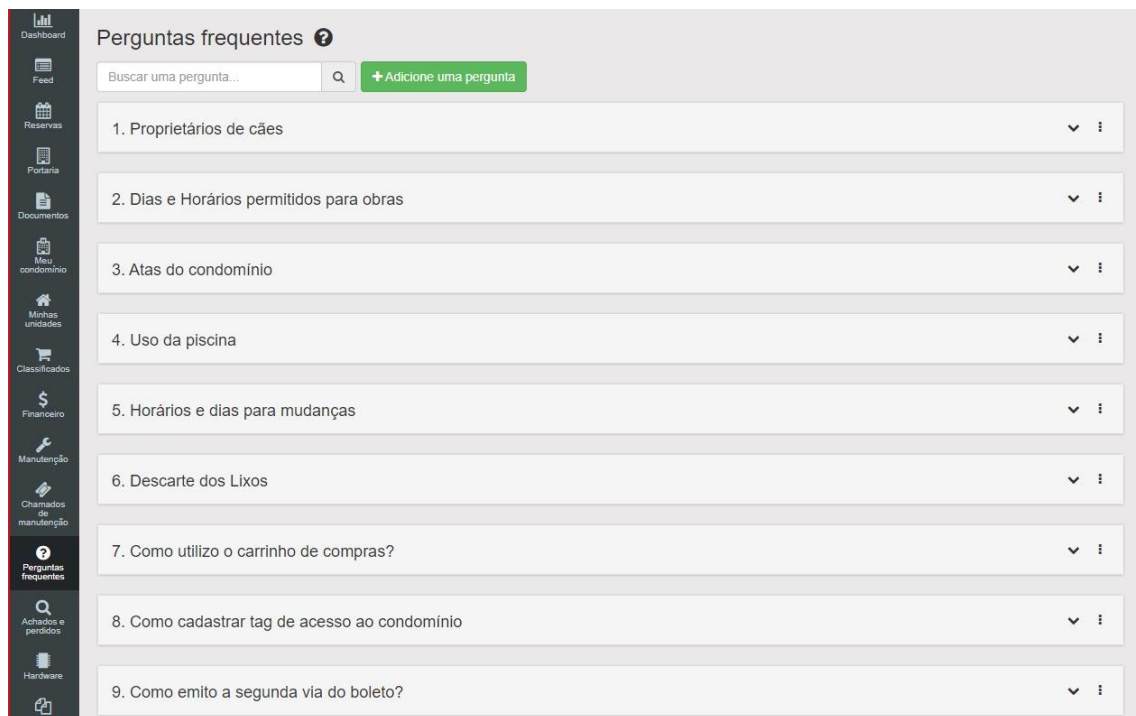 Dashboard
Feed
Reservas
Portaria
Documentos
Meu
condomínio
Minhas
unidades
Classificados
$
Financeiro
Manutenção
Chamados
de
manutenção
?
Perguntas
frequentes
Achados e
perdidos
Hardware
Perguntas frequentes ?
Buscar uma pergunta...
+ Adicione uma pergunta
1. Proprietários de cães
2. Dias e Horários permitidos para obras
3. Atas do condomínio
4. Uso da piscina
5. Horários e dias para mudanças
6. Descarte dos Lixos
7. Como utilizo o carrinho de compras?
8. Como cadastrar tag de acesso ao condomínio
9. Como emito a segunda via do boleto?